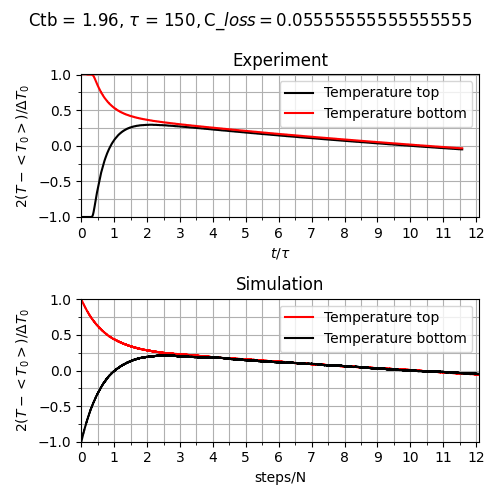 Ctb = 1.96, τ = 150, C_loss = 0.05555555555555555
Experiment
1.0
0.5
0.0
−0.5
−1.0
2(T − <T₀>)/ΔT₀
Temperature top
Temperature bottom
0 1 2 3 4 5 6 7 8 9 10 11 12
t/τ
Simulation
1.0
0.5
0.0
−0.5
−1.0
2(T − <T₀>)/ΔT₀
Temperature top
Temperature bottom
0 1 2 3 4 5 6 7 8 9 10 11 12
steps/N